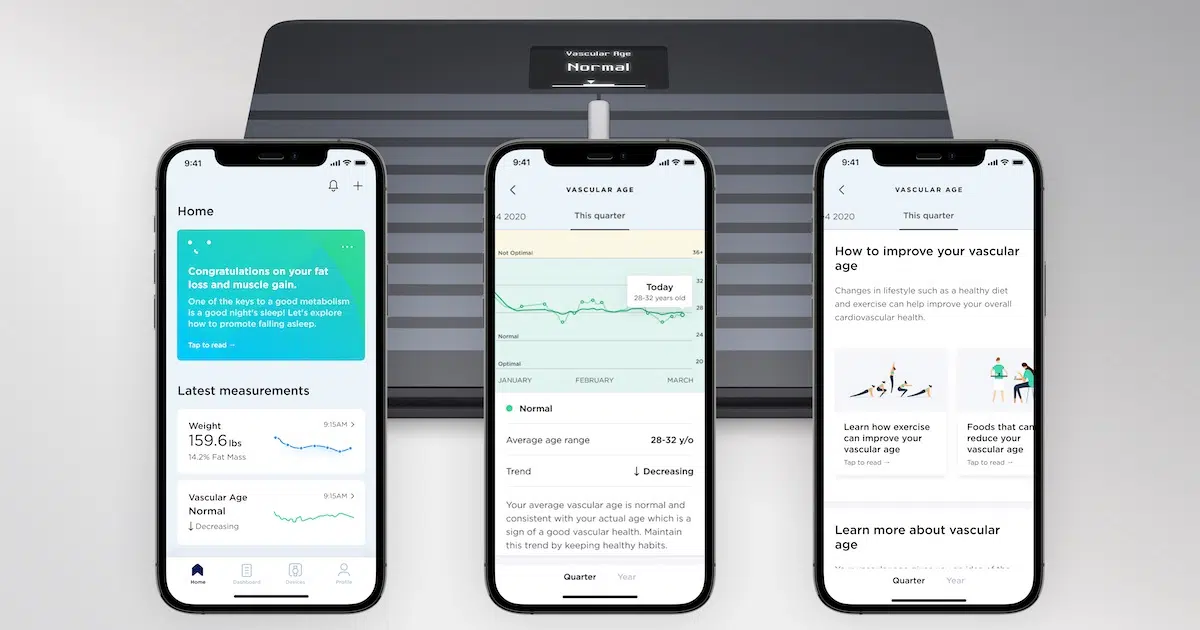 Vascular Age
Normal
9:41
Home
Congratulations on your fat
loss and muscle gain.
One of the keys to a good metabolism
is a good night's sleep! Let's explore
how to promote falling asleep.
Tap to read →
Latest measurements
Weight
9:15AM >
159.6 lbs
14.2% Fat Mass
Vascular Age
9:15AM >
Normal
↓ Decreasing
Home
Dashboard
Devices
Profile
9:41
VASCULAR AGE
4 2020
This quarter
Not Optimal
36+
32
Today
28-32 years old
28
Normal
24
Optimal
20
JANUARY
FEBRUARY
MARCH
Normal
Average age range
28-32 y/o
Trend
↓ Decreasing
Your average vascular age is normal and
consistent with your actual age which is a
sign of a good vascular health. Maintain
this trend by keeping healthy habits.
Quarter
Year
9:41
VASCULAR AGE
4 2020
This quarter
How to improve your vascular
age
Changes in lifestyle such as a healthy diet
and exercise can help improve your overall
cardiovascular health.
Learn how exercise
can improve your
vascular age
Tap to read →
Foods that can
reduce your
vascular age
Tap to read →
Learn more about vascular
age
Quarter
Year